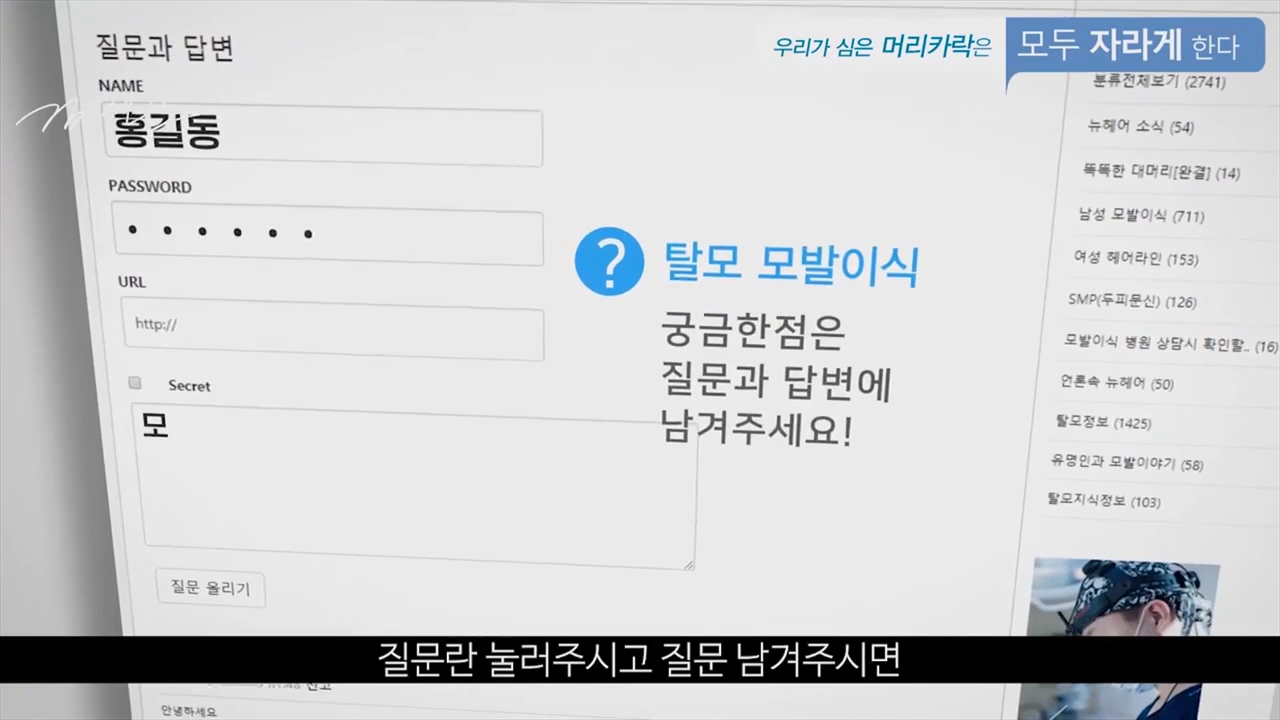 질문과 답변
우리가 심은 머리카락은
모두 자라게 한다
NAME
홍길동
PASSWORD
URL
http://
Secret
모
질문 올리기
?
탈모 모발이식
궁금한점은
질문과 답변에
남겨주세요!
분류전체보기 (2741)
뉴헤어 소식 (54)
똑똑한 대머리[완결] (14)
남성 모발이식 (711)
여성 헤어라인 (153)
SMP(두피문신) (126)
모발이식 병원 상담시 확인할.. (16)
언론속 뉴헤어 (50)
탈모정보 (1425)
유명인과 모발이야기 (58)
탈모지식정보 (103)
질문란 눌러주시고 질문 남겨주시면
안녕하세요